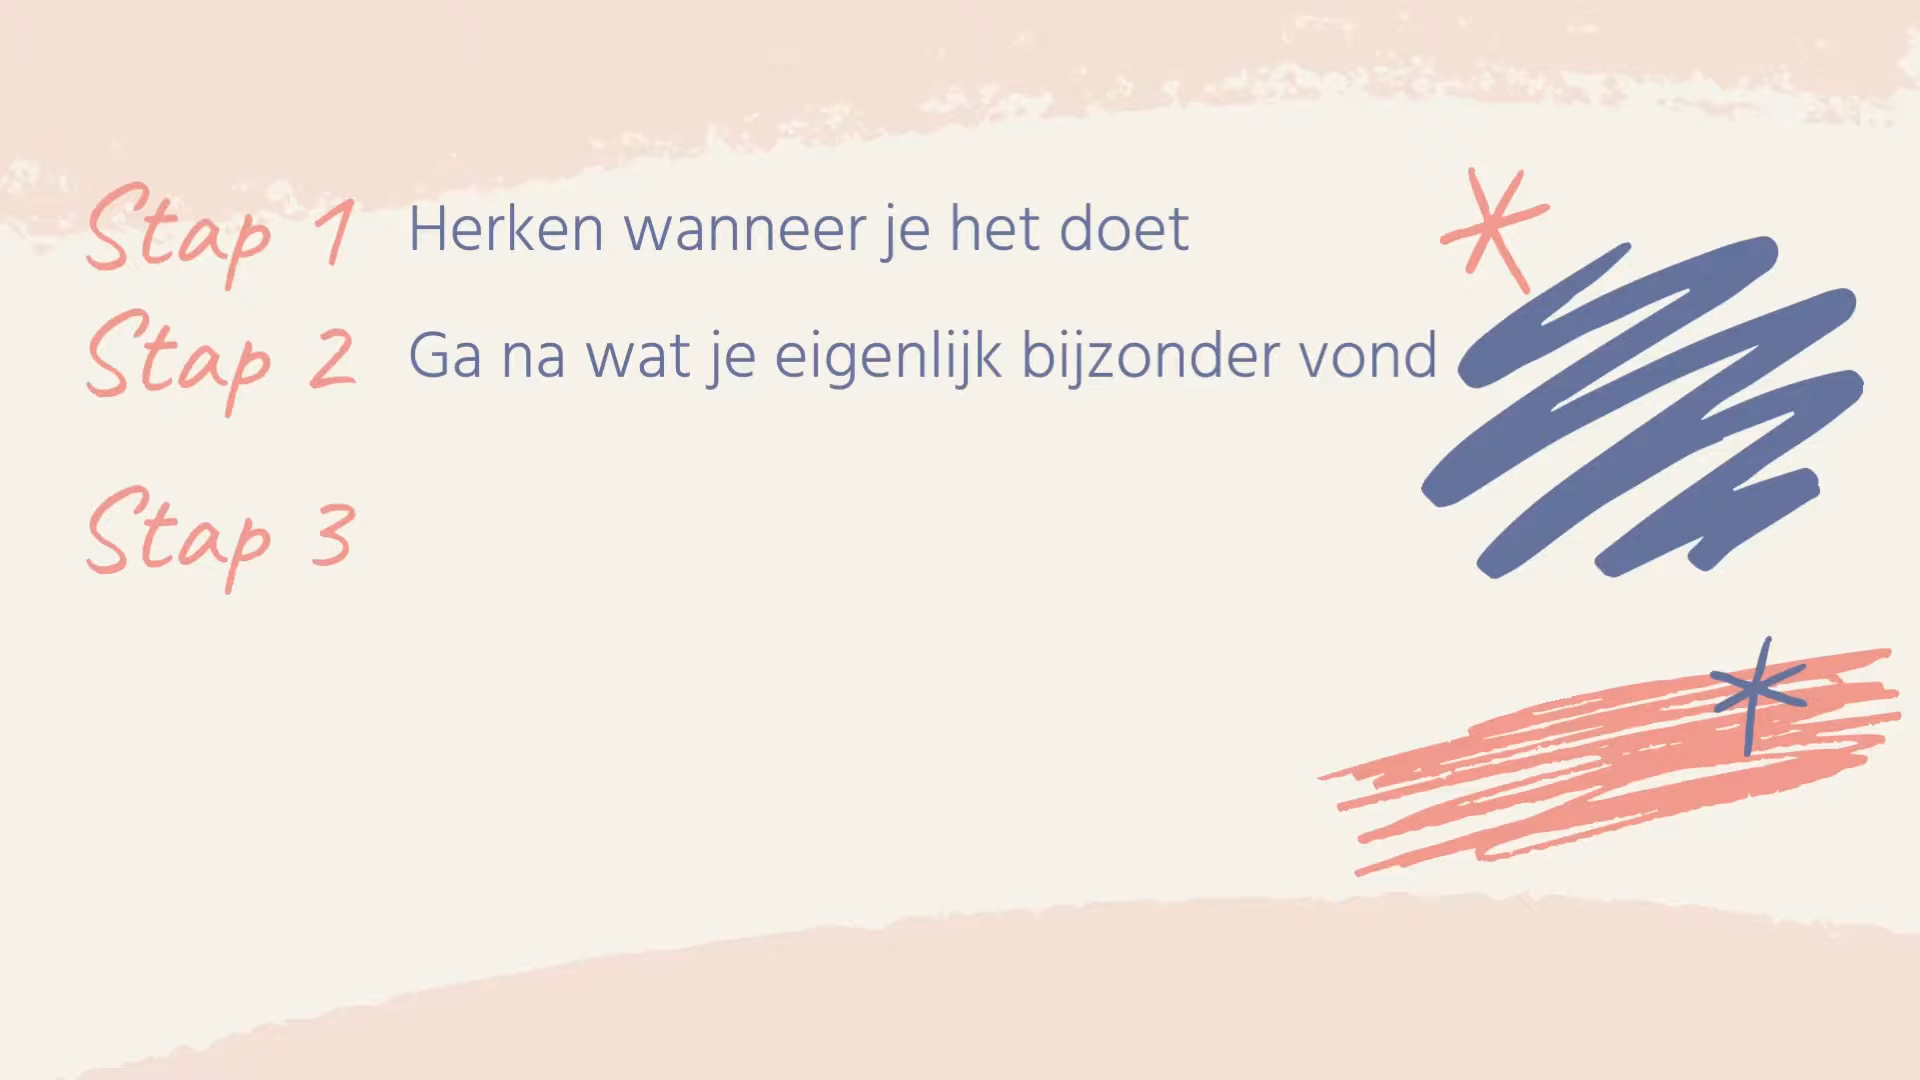 Stap 1 Herken wanneer je het doet
Stap 2 Ga na wat je eigenlijk bijzonder vond
Stap 3